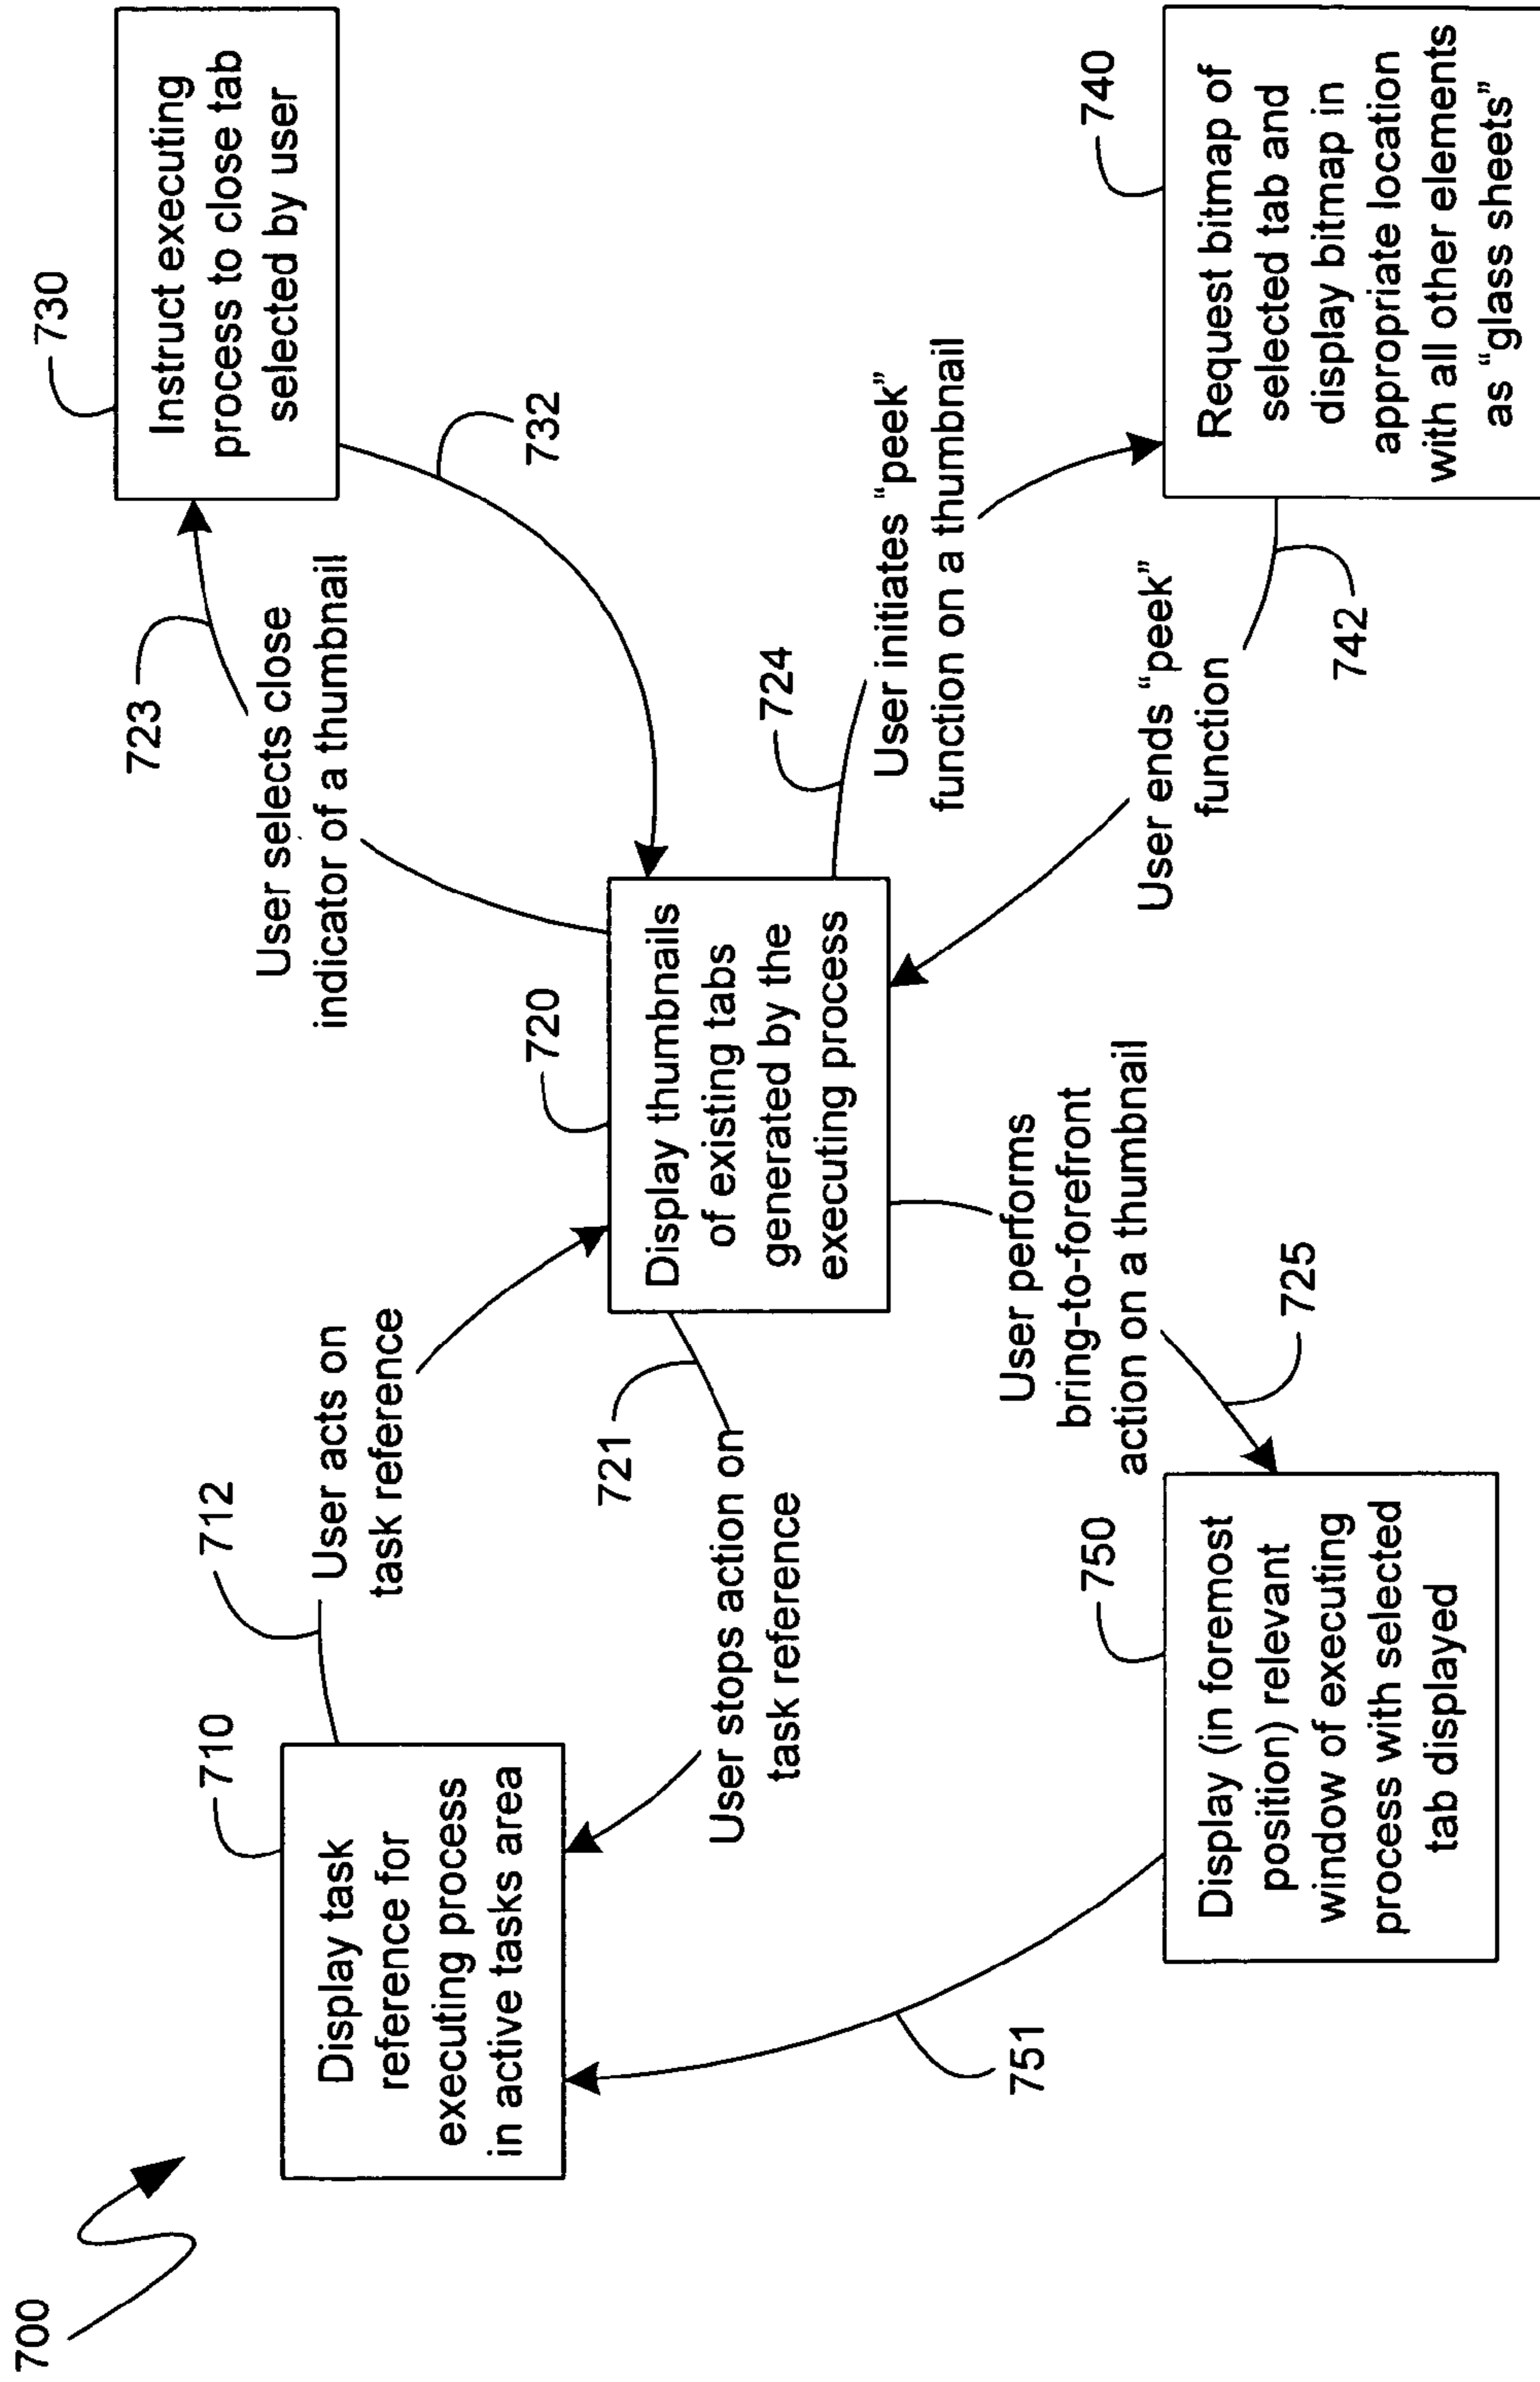 700
710
Display task
reference for
executing process
in active tasks area
712
User acts on
task reference
721
User stops action on
task reference
720
Display thumbnails
of existing tabs
generated by the
executing process
723
User selects close
indicator of a thumbnail
730
Instruct executing
process to close tab
selected by user
732
724
User initiates “peek”
function on a thumbnail
740
Request bitmap of
selected tab and
display bitmap in
appropriate location
with all other elements
as “glass sheets”
742
User ends “peek”
function
User performs
bring-to-forefront
action on a thumbnail
725
750
Display (in foremost
position) relevant
window of executing
process with selected
tab displayed
751